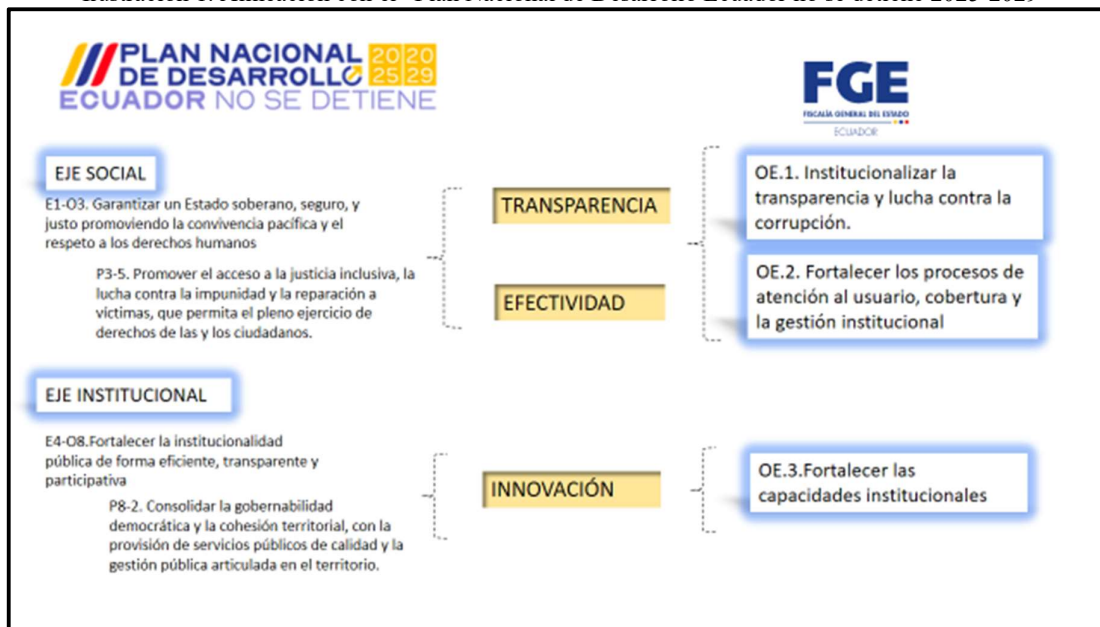 PLAN NACIONAL 2020
DE DESARROLLO 2529
ECUADOR NO SE DETIENE
FGE
FISCALÍA GENERAL DEL ESTADO
ECUADOR
EJE SOCIAL
E1-O3. Garantizar un Estado soberano, seguro, y
justo promoviendo la convivencia pacífica y el
respeto a los derechos humanos
P3-5. Promover el acceso a la justicia inclusiva, la
lucha contra la impunidad y la reparación a
víctimas, que permita el pleno ejercicio de
derechos de las y los ciudadanos.
TRANSPARENCIA
EFECTIVIDAD
OE.1. Institucionalizar la
transparencia y lucha contra la
corrupción.
OE.2. Fortalecer los procesos de
atención al usuario, cobertura y
la gestión institucional
EJE INSTITUCIONAL
E4-O8.Fortalecer la institucionalidad
pública de forma eficiente, transparente y
participativa
P8-2. Consolidar la gobernabilidad
democrática y la cohesión territorial, con la
provisión de servicios públicos de calidad y la
gestión pública articulada en el territorio.
INNOVACIÓN
OE.3.Fortalecer las
capacidades institucionales